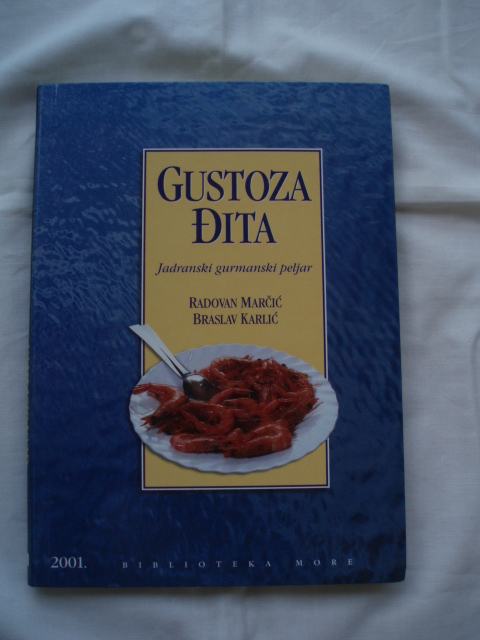 GUSTOZA
ĐITA
Jadranski gurmanski peljar
RADOVAN MARČIĆ
BRASLAV KARLIĆ
2001. BIBLIOTEKA MORE